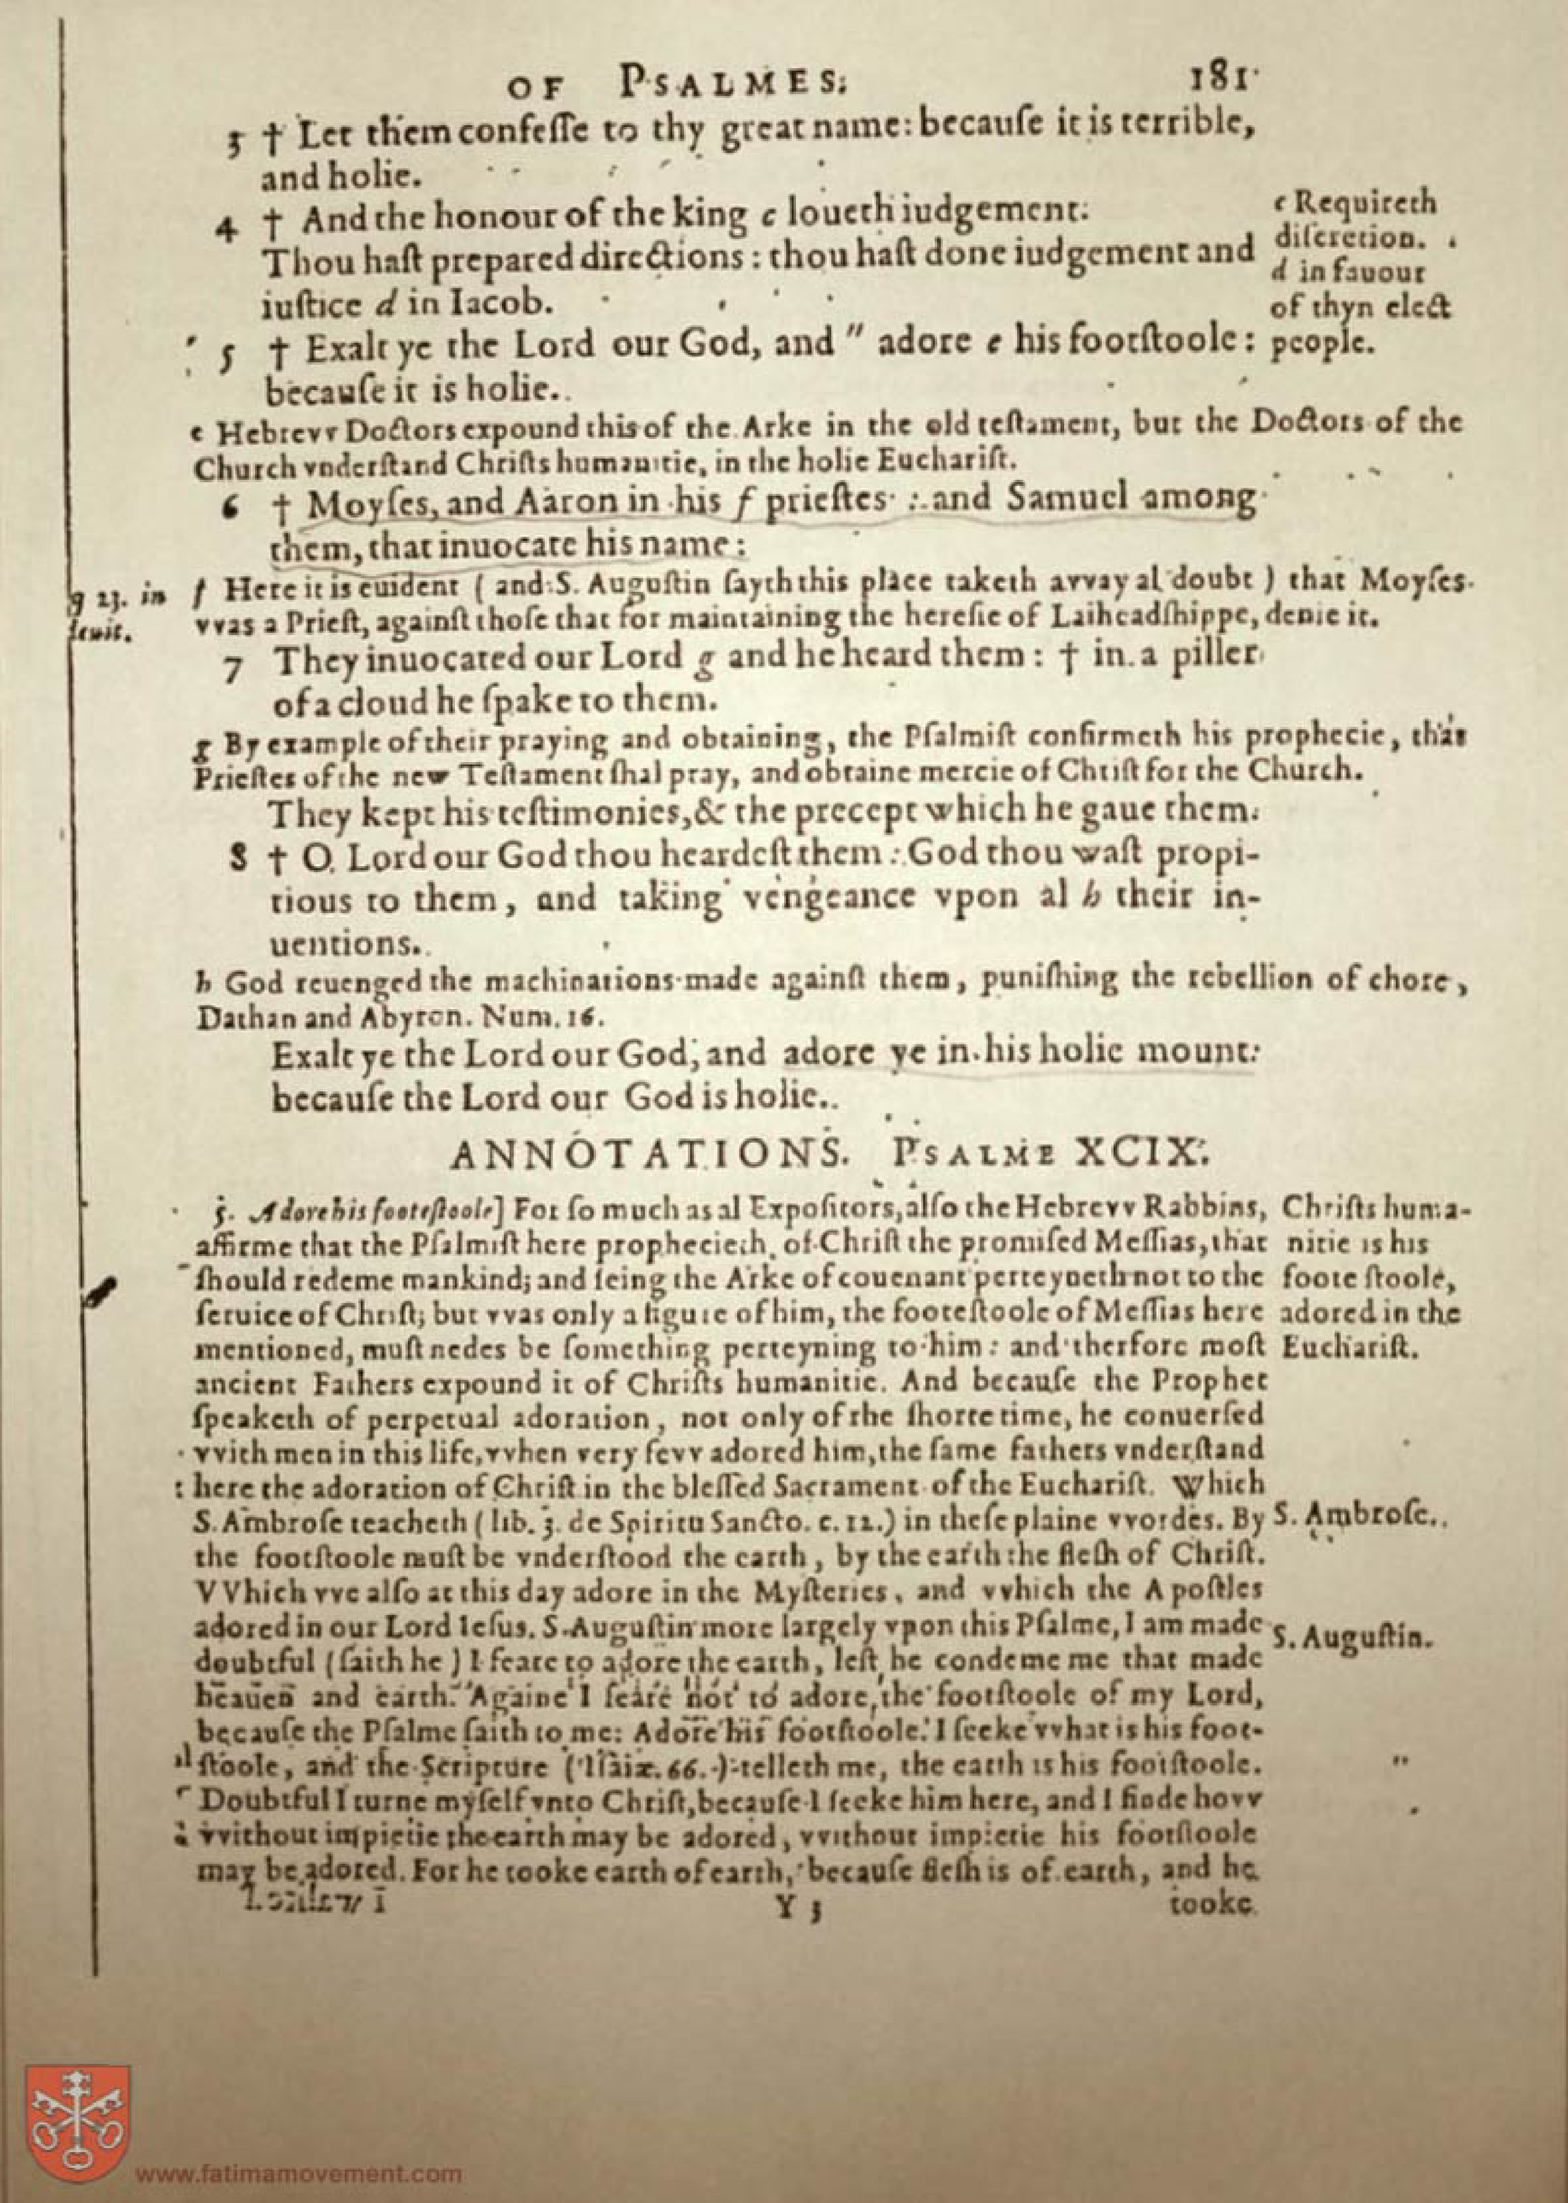 OF PSALMES. 181
3 † Let them confeſſe to thy great name: becauſe it is terrible,
and holie.
4 † And the honour of the king c loueth iudgement:
Thou haſt prepared directions: thou haſt done iudgement and
iuſtice d in Iacob.
c Requireth
diſcretion.
d in fauour
of thyn elect
people.
5 † Exalt ye the Lord our God, and " adore e his footſtoole:
becauſe it is holie.
e Hebrevv Doctors expound this of the Arke in the old teſtament, but the Doctors of the
Church vnderſtand Chriſts humanitie, in the holie Euchariſt.
6 † Moyſes, and Aaron in his f prieſtes: and Samuel among
them, that inuocate his name:
q 23. in
leuit.
f Here it is euident ( and S. Auguſtin ſayth this place taketh avvay al doubt ) that Moyſes
vvas a Prieſt, againſt thoſe that for maintaining the hereſie of Laiheadſhippe, denie it.
7 They inuocated our Lord g and he heard them: † in a piller
of a cloud he ſpake to them.
g By example of their praying and obtaining, the Pſalmiſt confirmeth his prophecie, that
Prieſtes of the new Teſtament ſhal pray, and obtaine mercie of Chriſt for the Church.
They kept his teſtimonies, & the precept which he gaue them.
8 † O Lord our God thou heardeſt them: God thou waſt propi-
tious to them, and taking vengeance vpon al h their in-
uentions.
h God reuenged the machinations made againſt them, puniſhing the rebellion of chore,
Dathan and Abyron. Num. 16.
Exalt ye the Lord our God, and adore ye in his holie mount:
becauſe the Lord our God is holie.
ANNOTATIONS. PSALME XCIX.
5. Adore his footeſtoole] For ſo much as al Expoſitors, alſo the Hebrevv Rabbins,
affirme that the Pſalmiſt here prophecieth of Chriſt the promiſed Meſſias, that
ſhould redeme mankind; and ſeing the Arke of couenant perteyneth not to the
ſeruice of Chriſt; but vvas only a figure of him, the footeſtoole of Meſſias here
mentioned, muſt nedes be ſomething perteyning to him: and therfore moſt
ancient Fathers expound it of Chriſts humanitie. And becauſe the Prophet
ſpeaketh of perpetual adoration, not only of the ſhorte time, he conuerſed
vvith men in this life, vvhen very fevv adored him, the ſame fathers vnderſtand
here the adoration of Chriſt in the bleſſed Sacrament of the Euchariſt. Which
S. Ambroſe teacheth ( lib. 3. de Spiritu Sancto. c. 12.) in theſe plaine vvordes. By
the footſtoole muſt be vnderſtood the earth, by the earth the fleſh of Chriſt.
VVhich vve alſo at this day adore in the Myſteries, and vvhich the Apoſtles
adored in our Lord Ieſus. S. Auguſtin more largely vpon this Pſalme, I am made
doubtful ( ſaith he ) I feare to adore the earth, leſt he condeme me that made
heauen and earth. Againe I feare not to adore, the footſtoole of my Lord,
becauſe the Pſalme ſaith to me: Adore his footſtoole. I ſeeke vvhat is his foot-
ſtoole, and the Scripture ( Iſaiæ. 66. ) telleth me, the earth is his footſtoole.
Doubtful I turne myſelf vnto Chriſt, becauſe I ſeeke him here, and I finde hovv
vvithout impietie the earth may be adored, vvithout impietie his footſtoole
may be adored. For he tooke earth of earth, becauſe fleſh is of earth, and he
Chriſts huma-
nitie is his
foote ſtoole,
adored in the
Euchariſt.
S. Ambroſe.
S. Auguſtin.
Y 3 tooke
www.fatimamovement.com